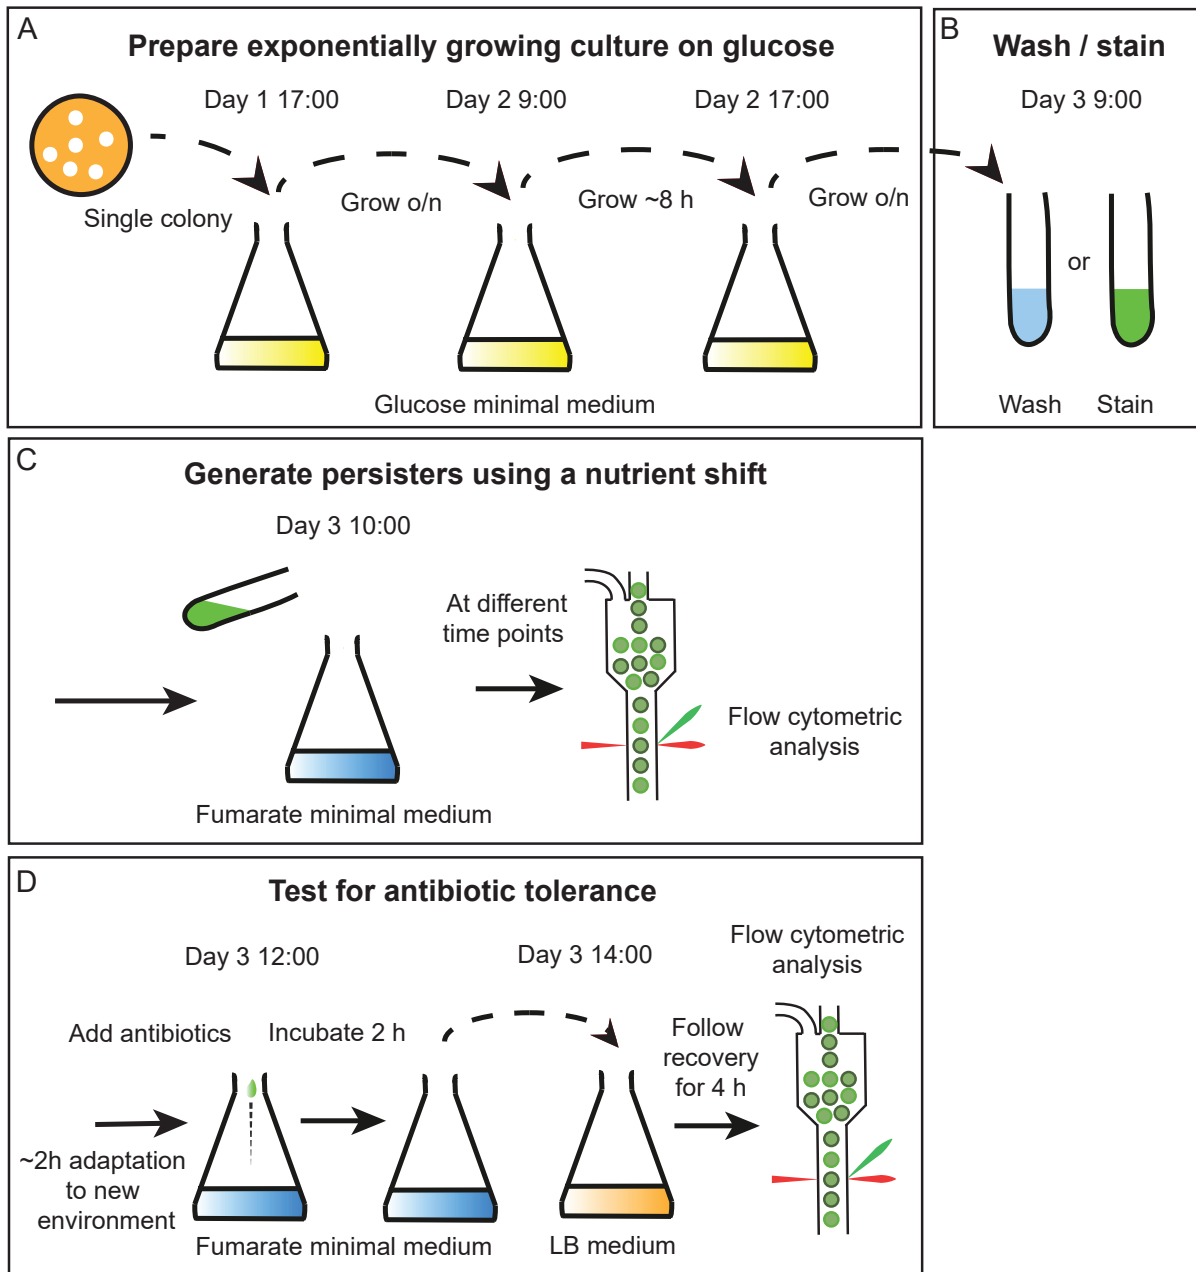 A
Prepare exponentially growing culture on glucose
Day 1 17:00
Day 2 9:00
Day 2 17:00
Single colony
Grow o/n
Grow ~8 h
Grow o/n
Glucose minimal medium
B
Wash / stain
Day 3 9:00
or
Wash
Stain
C
Generate persisters using a nutrient shift
Day 3 10:00
At different
time points
Flow cytometric
analysis
Fumarate minimal medium
D
Test for antibiotic tolerance
Day 3 12:00
Day 3 14:00
Flow cytometric
analysis
Add antibiotics
Incubate 2 h
Follow
recovery
for 4 h
~2h adaptation
to new
environment
Fumarate minimal medium
LB medium